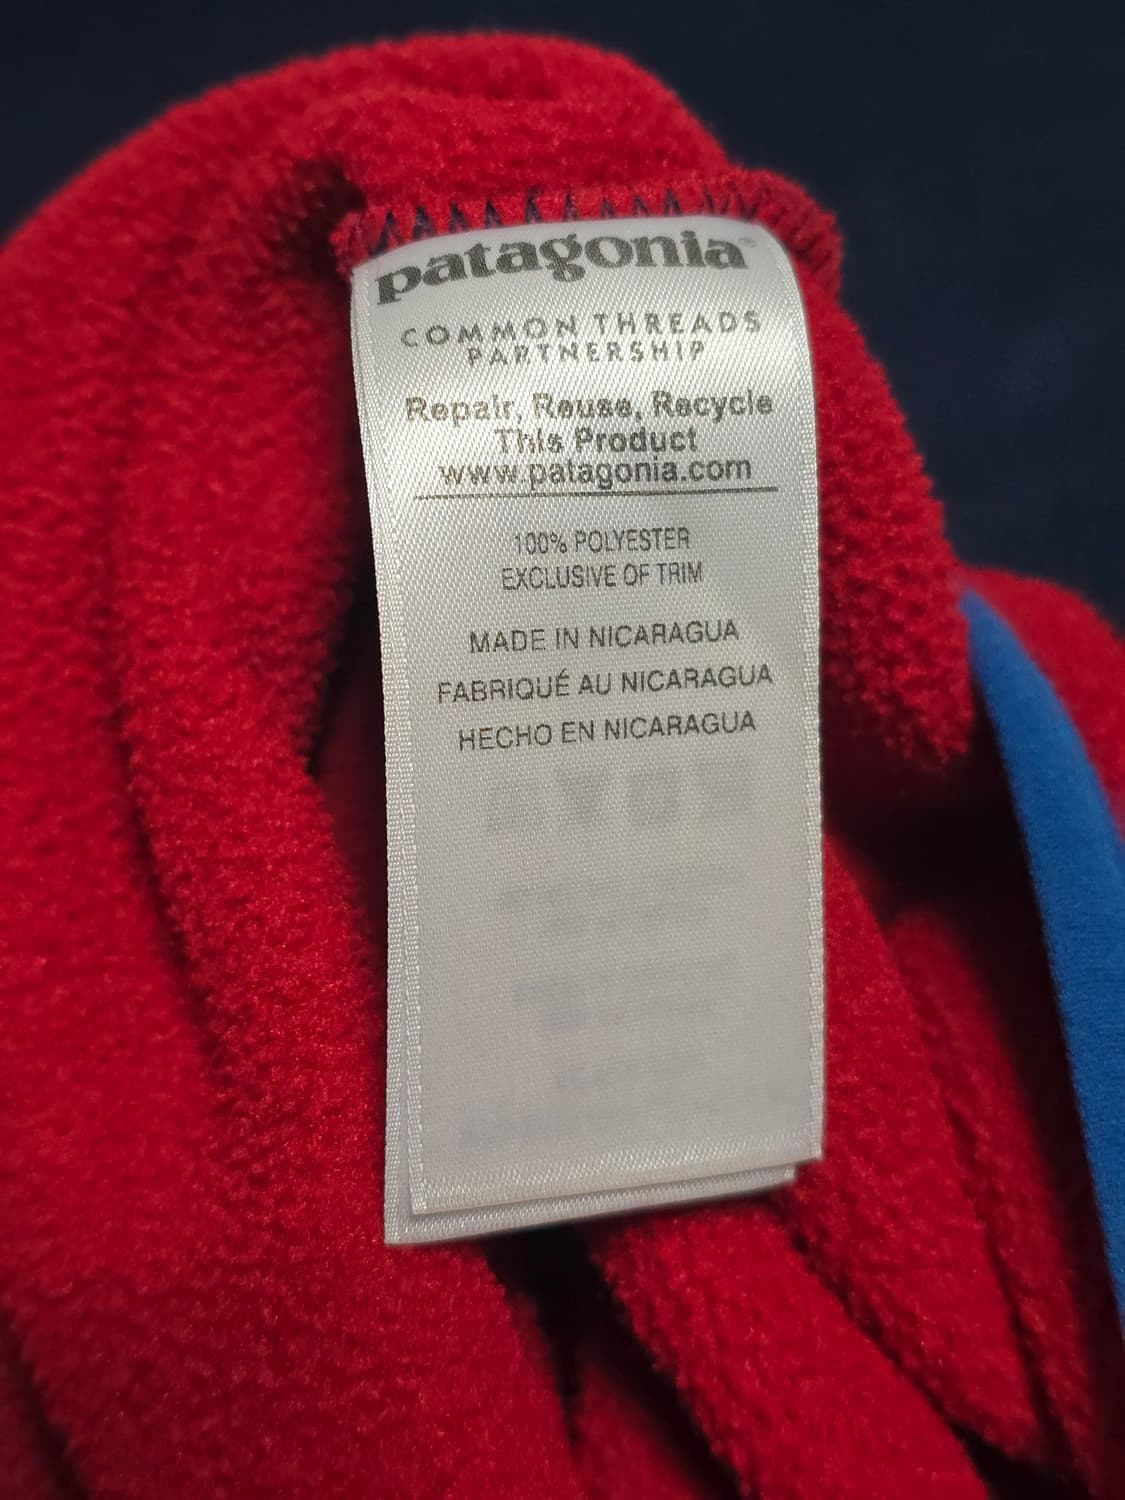 patagonia®
COMMON THREADS
PARTNERSHIP
Repair, Reuse, Recycle
This Product
www.patagonia.com
100% POLYESTER
EXCLUSIVE OF TRIM
MADE IN NICARAGUA
FABRIQUÉ AU NICARAGUA
HECHO EN NICARAGUA